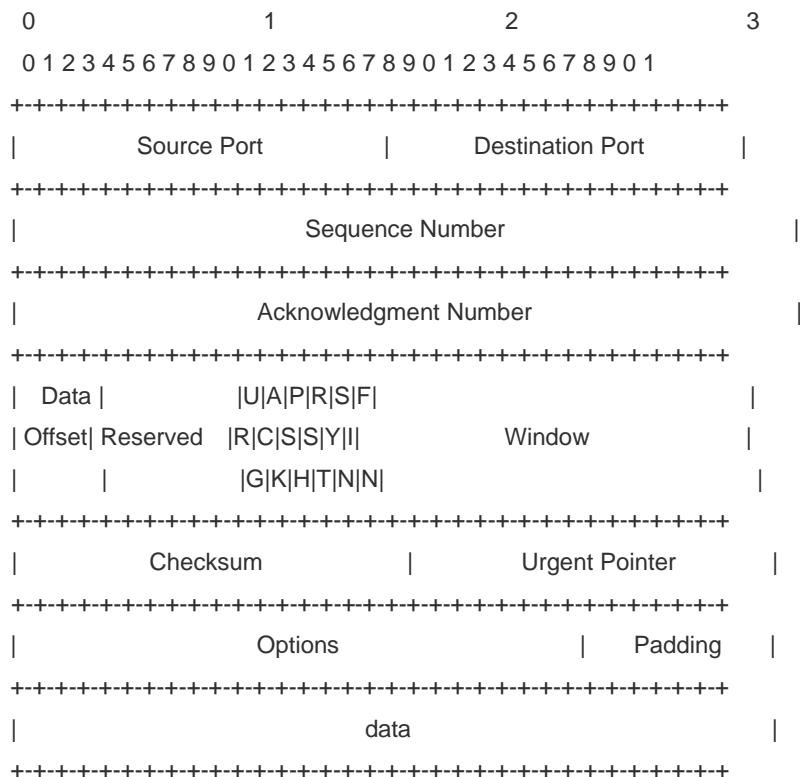 0 1 2 3
0 1 2 3 4 5 6 7 8 9 0 1 2 3 4 5 6 7 8 9 0 1 2 3 4 5 6 7 8 9 0 1
+-+-+-+-+-+-+-+-+-+-+-+-+-+-+-+-+-+-+-+-+-+-+-+-+-+-+-+-+-+-+-+-+
| Source Port | Destination Port |
+-+-+-+-+-+-+-+-+-+-+-+-+-+-+-+-+-+-+-+-+-+-+-+-+-+-+-+-+-+-+-+-+
| Sequence Number |
+-+-+-+-+-+-+-+-+-+-+-+-+-+-+-+-+-+-+-+-+-+-+-+-+-+-+-+-+-+-+-+-+
| Acknowledgment Number |
+-+-+-+-+-+-+-+-+-+-+-+-+-+-+-+-+-+-+-+-+-+-+-+-+-+-+-+-+-+-+-+-+
| Data | |U|A|P|R|S|F| |
| Offset| Reserved |R|C|S|S|Y|I| Window |
| | |G|K|H|T|N|N| |
+-+-+-+-+-+-+-+-+-+-+-+-+-+-+-+-+-+-+-+-+-+-+-+-+-+-+-+-+-+-+-+-+
| Checksum | Urgent Pointer |
+-+-+-+-+-+-+-+-+-+-+-+-+-+-+-+-+-+-+-+-+-+-+-+-+-+-+-+-+-+-+-+-+
| Options | Padding |
+-+-+-+-+-+-+-+-+-+-+-+-+-+-+-+-+-+-+-+-+-+-+-+-+-+-+-+-+-+-+-+-+
| data |
+-+-+-+-+-+-+-+-+-+-+-+-+-+-+-+-+-+-+-+-+-+-+-+-+-+-+-+-+-+-+-+-+